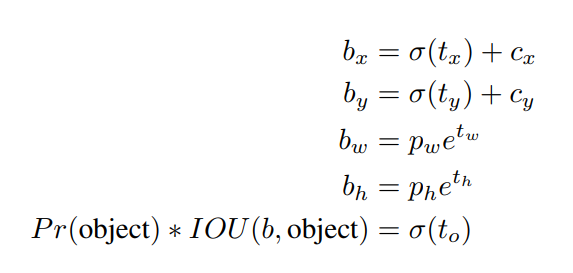 b_x = σ(t_x) + c_x
b_y = σ(t_y) + c_y
b_w = p_w e^{t_w}
b_h = p_h e^{t_h}
Pr(object) ∗ IOU(b, object) = σ(t_o)